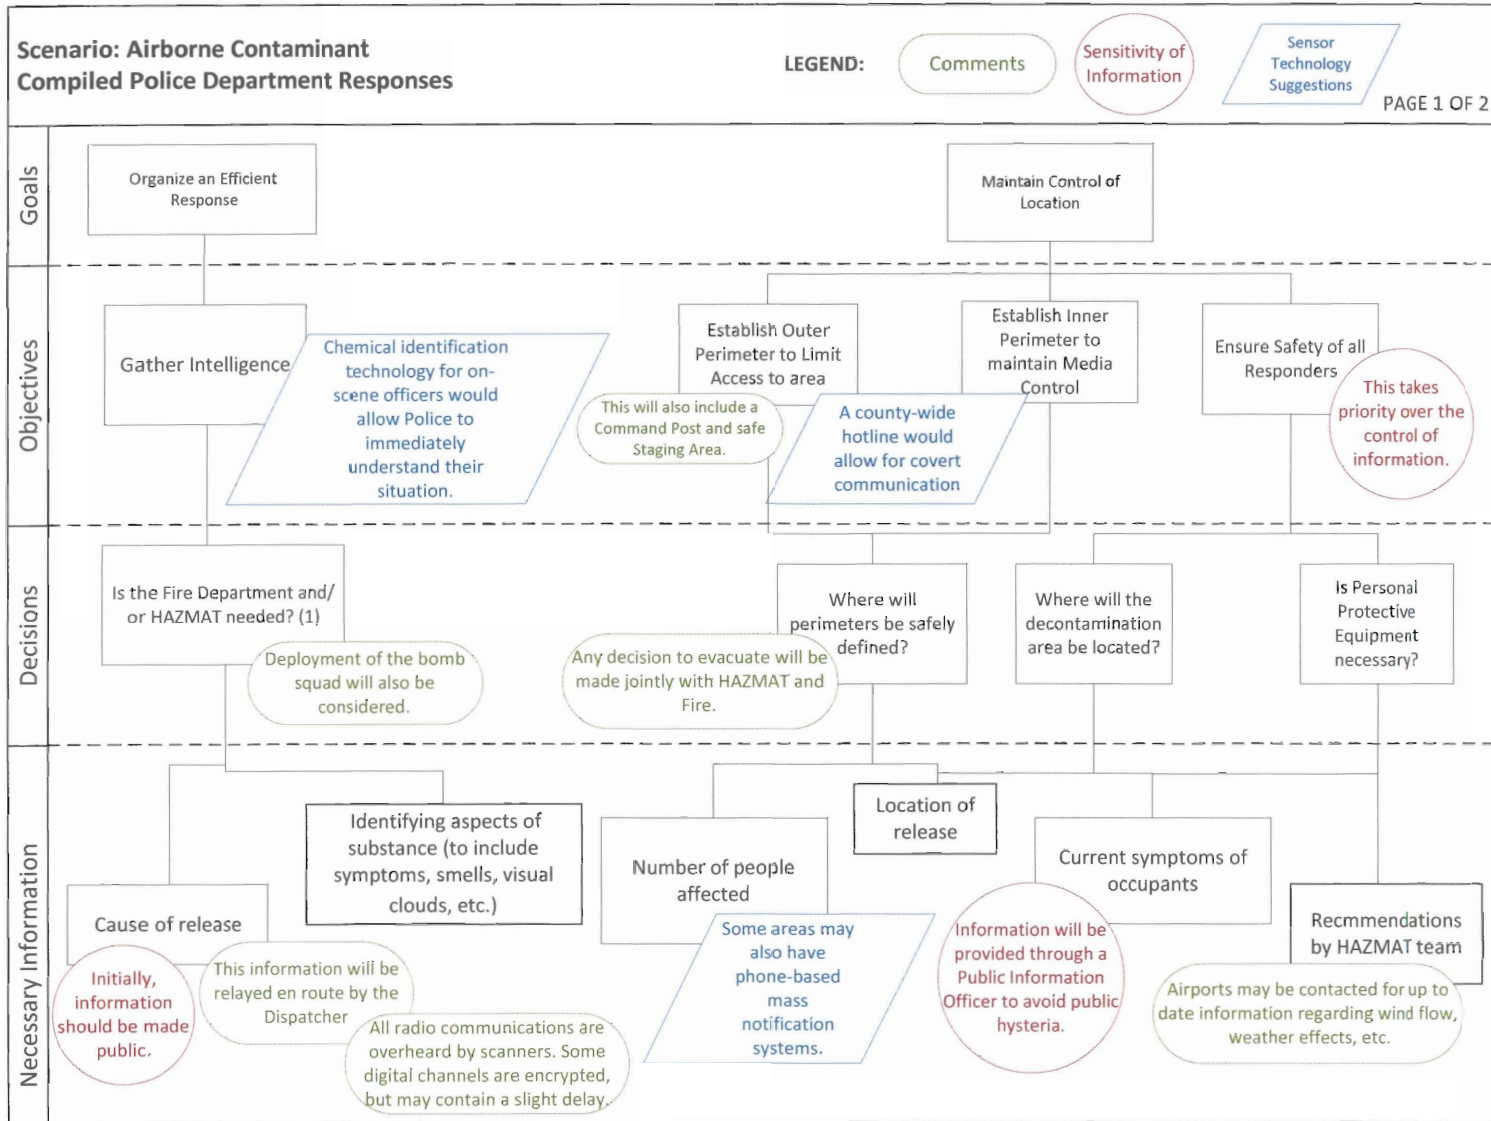 Scenario: Airborne Contaminant
Compiled Police Department Responses
LEGEND:
Comments
Sensitivity of
Information
Sensor
Technology
Suggestions
PAGE 1 OF 2
Goals
Organize an Efficient
Response
Maintain Control of
Location
Objectives
Gather Intelligence
Chemical identification
technology for on-
scene officers would
allow Police to
immediately
understand their
situation.
Establish Outer
Perimeter to Limit
Access to area
This will also include a
Command Post and safe
Staging Area.
A county-wide
hotline would
allow for covert
communication
Establish Inner
Perimeter to
maintain Media
Control
Ensure Safety of all
Responders
This takes
priority over the
control of
information.
Decisions
Is the Fire Department and/
or HAZMAT needed? (1)
Deployment of the bomb
squad will also be
considered.
Where will
perimeters be safely
defined?
Any decision to evacuate will be
made jointly with HAZMAT and
Fire.
Where will the
decontamination
area be located?
Is Personal
Protective
Equipment
necessary?
Necessary Information
Cause of release
Initially,
information
should be made
public.
This information will be
relayed en route by the
Dispatcher
Identifying aspects of
substance (to include
symptoms, smells, visual
clouds, etc.)
All radio communications are
overheard by scanners. Some
digital channels are encrypted,
but may contain a slight delay.
Number of people
affected
Some areas may
also have
phone-based
mass
notification
systems.
Location of
release
Current symptoms of
occupants
Information will be
provided through a
Public Information
Officer to avoid public
hysteria.
Recmmendations
by HAZMAT team
Airports may be contacted for up to
date information regarding wind flow,
weather effects, etc.